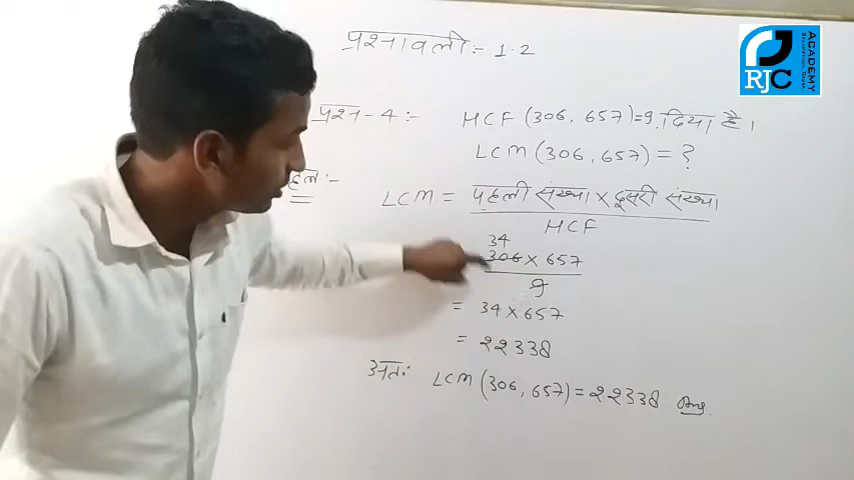 प्रश्नावली :- 1.2
RJC ACADEMY
प्रश्न - 4 :- HCF (306, 657) = 9 दिया है।
LCM (306, 657) = ?
हल :-
LCM = पहली संख्या × दूसरी संख्या
HCF
34
306 × 657
9
= 34 × 657
= 22338
अतः LCM (306, 657) = 22338 Ans.